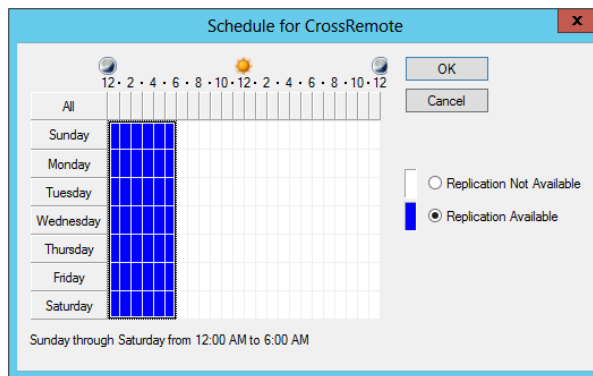 Schedule for CrossRemote
x
12 · 2 · 4 · 6 · 8 · 10 · 12 · 2 · 4 · 6 · 8 · 10 · 12
OK
All
Cancel
Sunday
Monday
Tuesday
Replication Not Available
Wednesday
Replication Available
Thursday
Friday
Saturday
Sunday through Saturday from 12:00 AM to 6:00 AM